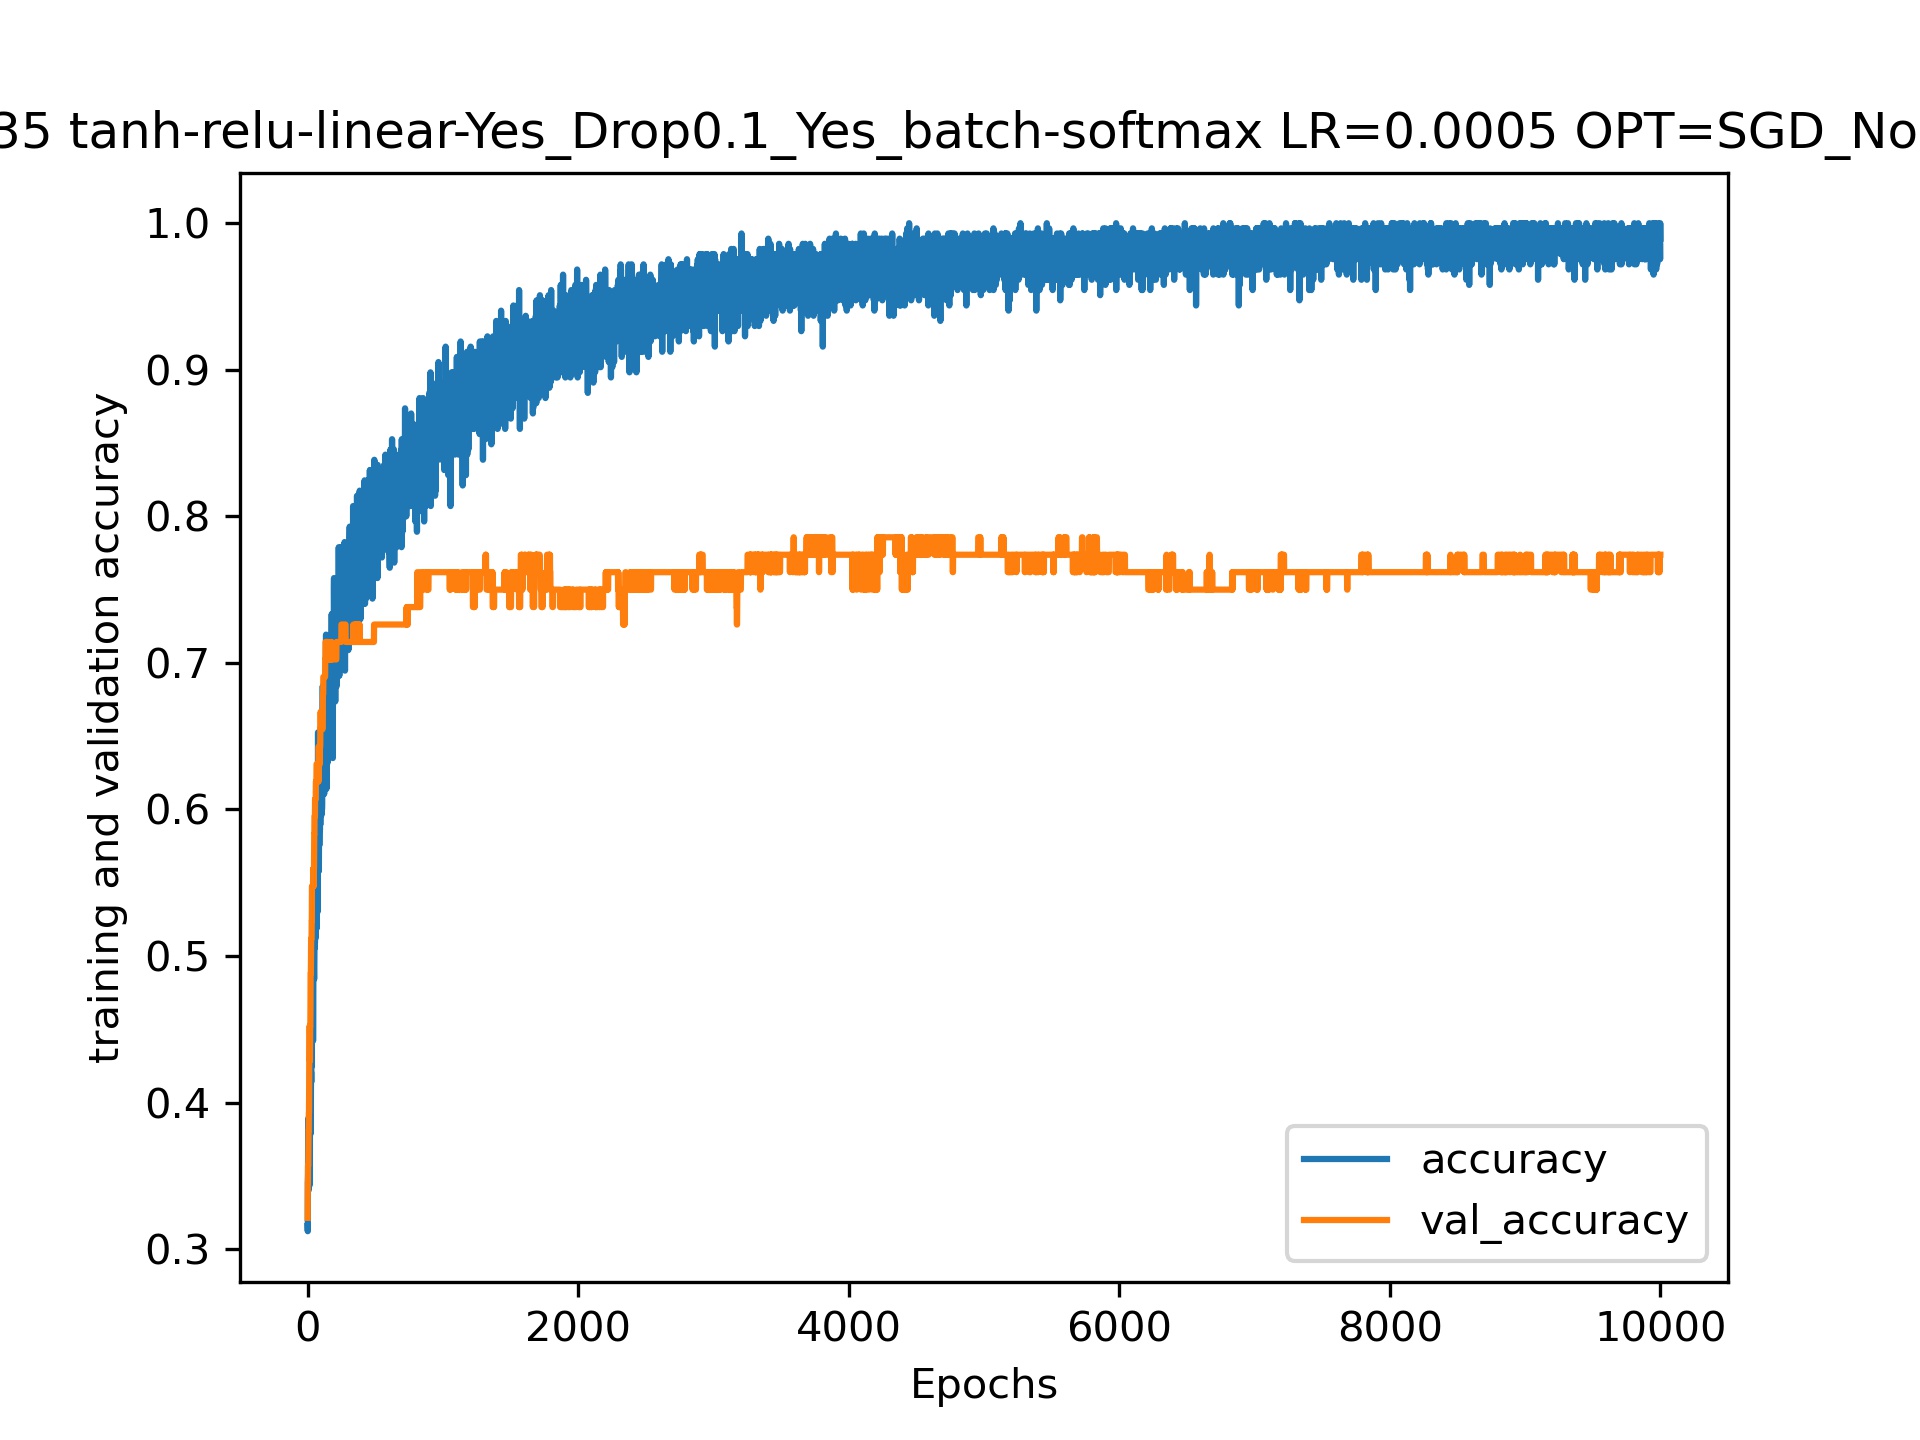 35 tanh-relu-linear-Yes_Drop0.1_Yes_batch-softmax LR=0.0005 OPT=SGD_No
training and validation accuracy
1.0
0.9
0.8
0.7
0.6
0.5
0.4
0.3
accuracy
val_accuracy
0 2000 4000 6000 8000 10000
Epochs